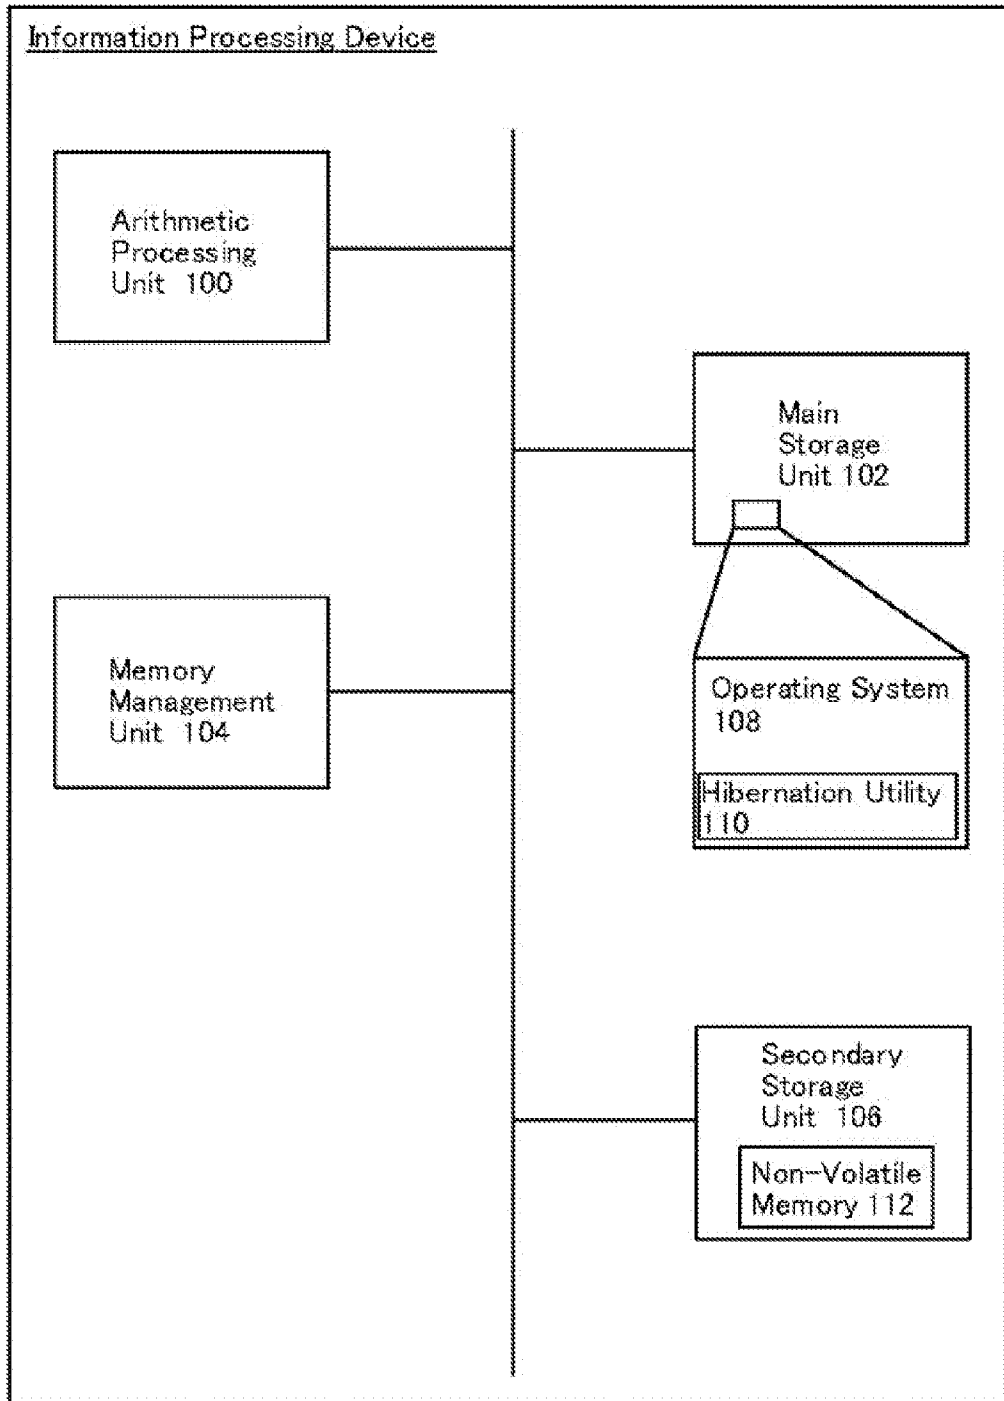 Information Processing Device
Arithmetic
Processing
Unit 100
Main
Storage
Unit 102
Memory
Management
Unit 104
Operating System
108
Hibernation Utility
110
Secondary
Storage
Unit 106
Non-Volatile
Memory 112